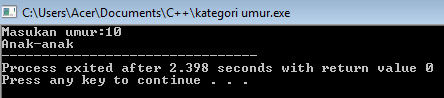 C:\Users\Acer\Documents\C++\kategori umur.exe
Masukan umur:10
Anak-anak
--------------------------------
Process exited after 2.398 seconds with return value 0
Press any key to continue . . .